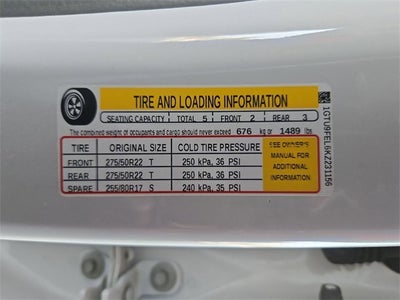 TIRE AND LOADING INFORMATION
SEATING CAPACITY TOTAL 5 FRONT 2 REAR 3
The combined weight of occupants and cargo should never exceed 676 kg or 1489 lbs
TIRE ORIGINAL SIZE COLD TIRE PRESSURE
FRONT 275/50R22 T 250 kPa, 36 PSI
REAR 275/50R22 T 250 kPa, 36 PSI
SPARE 255/80R17 S 240 kPa, 35 PSI
SEE OWNER'S
MANUAL FOR
ADDITIONAL
INFORMATION
1GTU9FEL6KZ231156